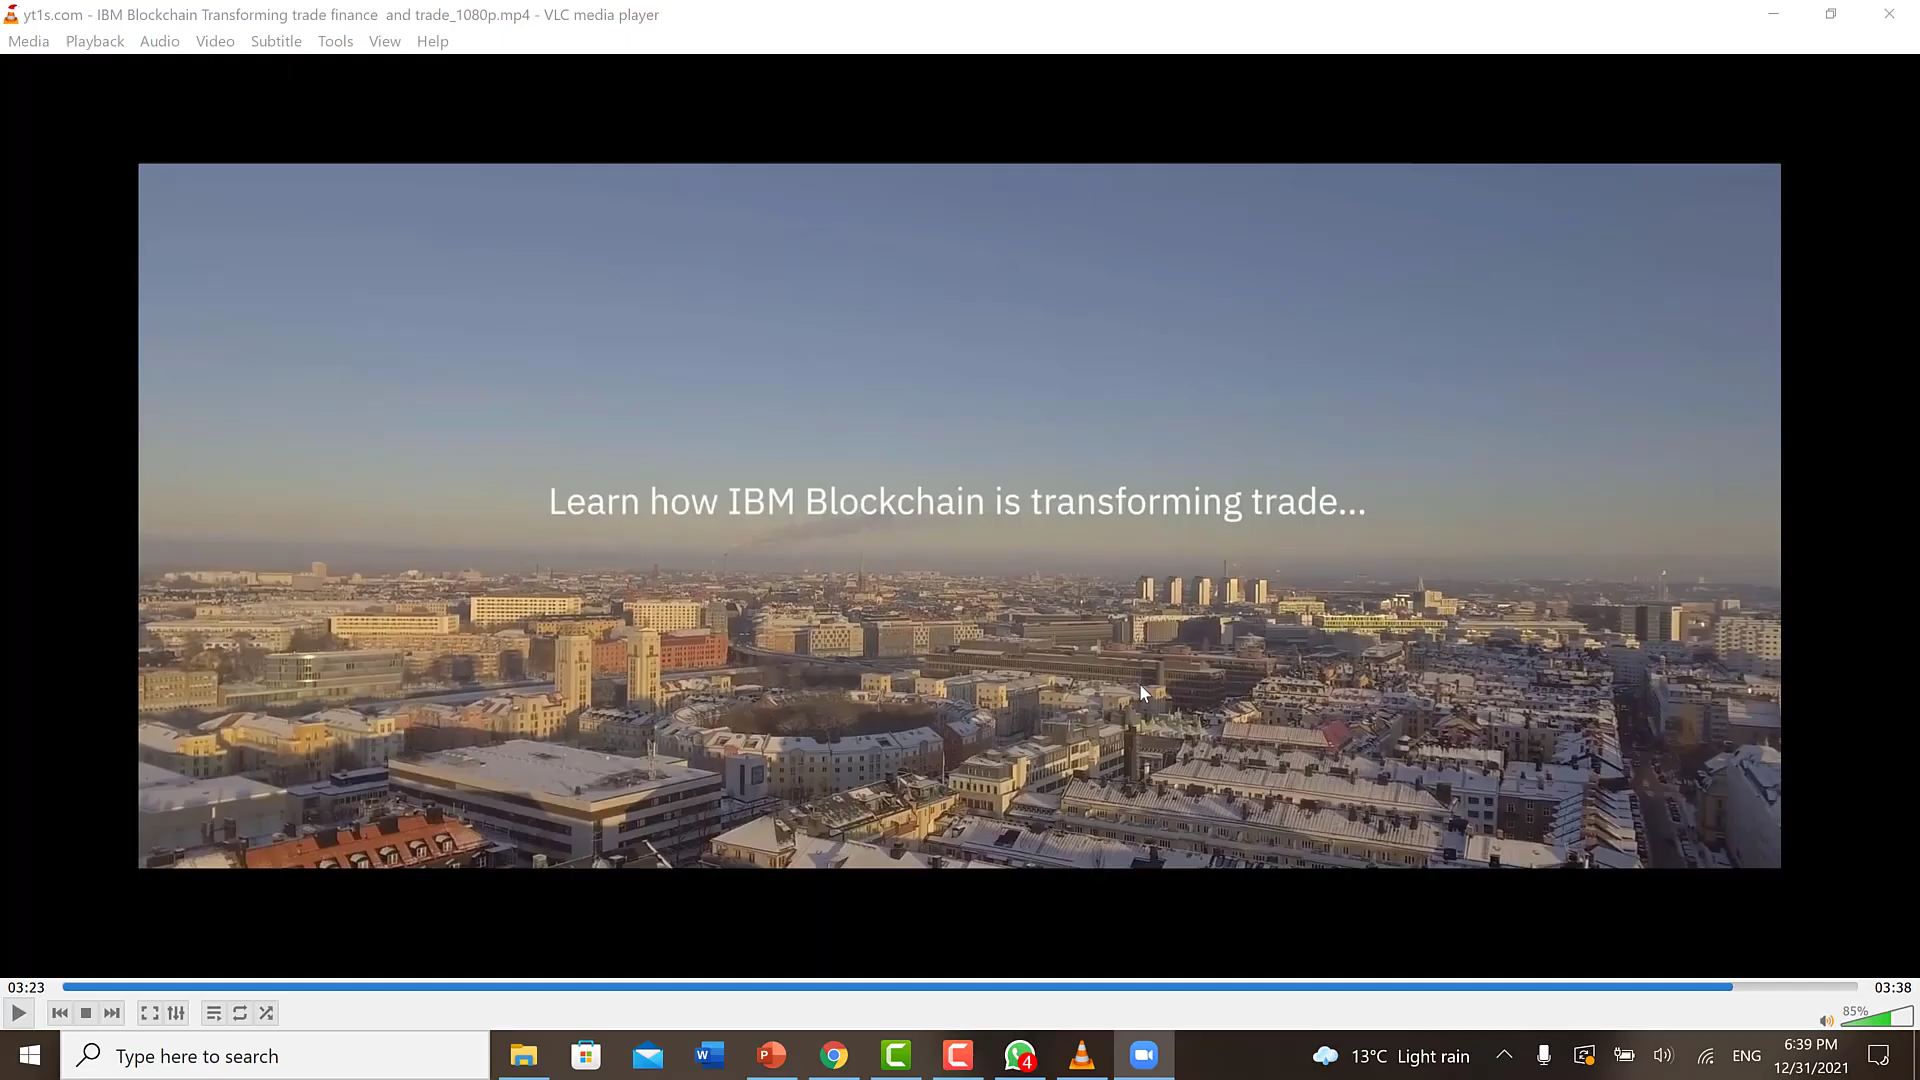 yt1s.com - IBM Blockchain Transforming trade finance  and trade_1080p.mp4 - VLC media player
Media Playback Audio Video Subtitle Tools View Help
Learn how IBM Blockchain is transforming trade...
03:23
03:38
85%
Type here to search
4
13°C Light rain
ENG
6:39 PM
12/31/2021